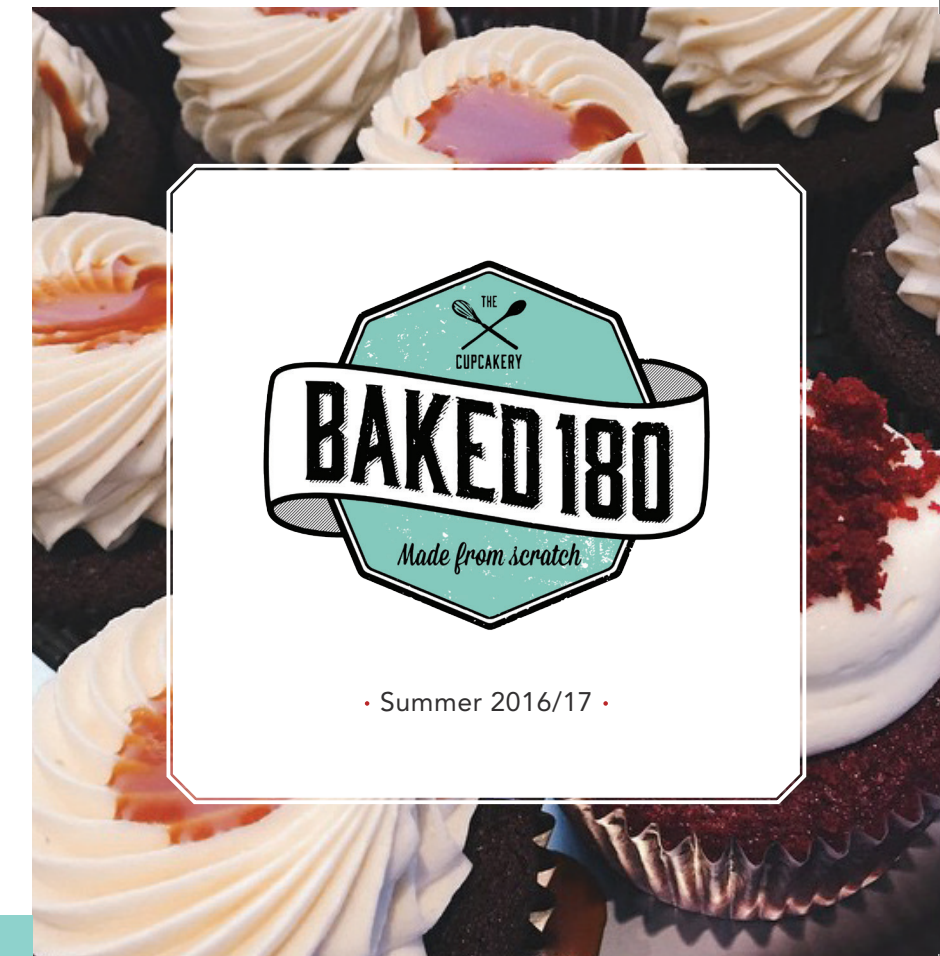 THE
CUPCAKERY
BAKED 180
Made from scratch
• Summer 2016/17 •